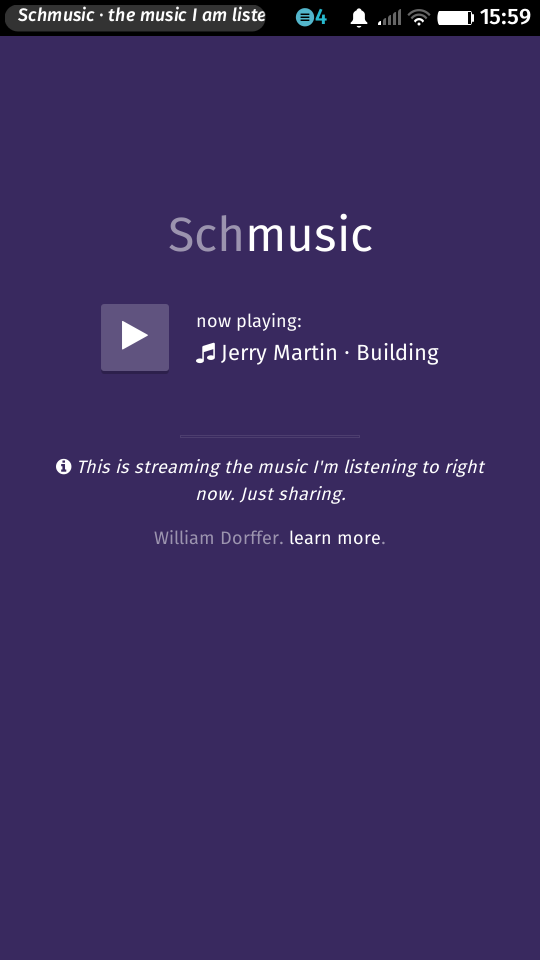 Schmusic · the music I am liste
4
15:59
Schmusic
now playing:
Jerry Martin · Building
This is streaming the music I'm listening to right
now. Just sharing.
William Dorffer. learn more.